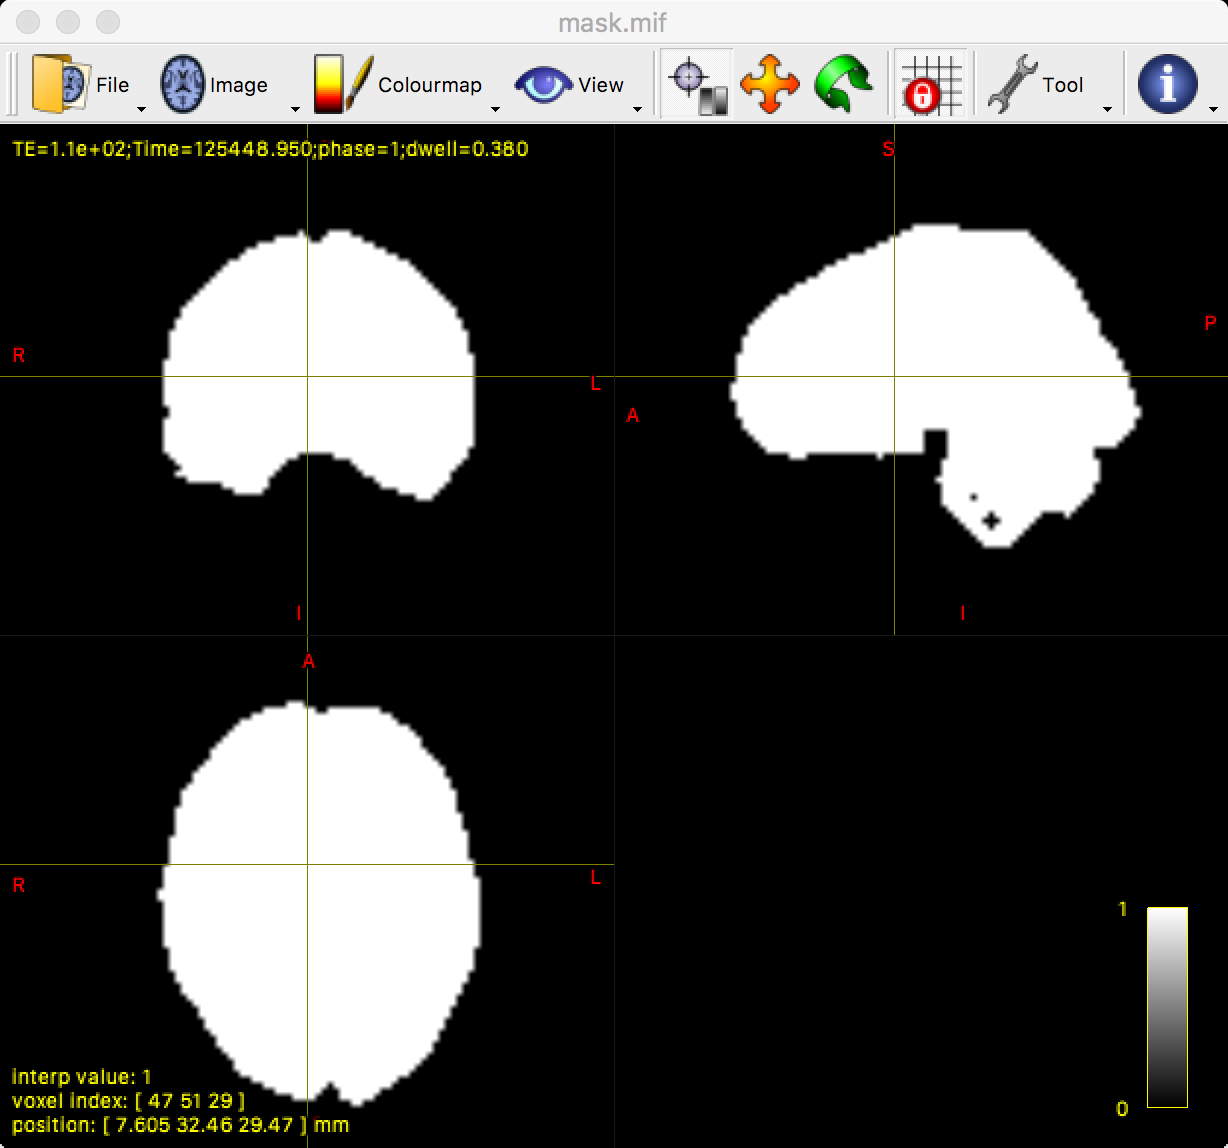 mask.mif
File Image Colourmap View Tool
TE=1.1e+02;Time=125448.950;phase=1;dwell=0.380
S
P
R
L
A
I
I
A
R
L
1
interp value: 1
voxel index: [ 47 51 29 ]
0
position: [ 7.605 32.46 29.47 ] mm